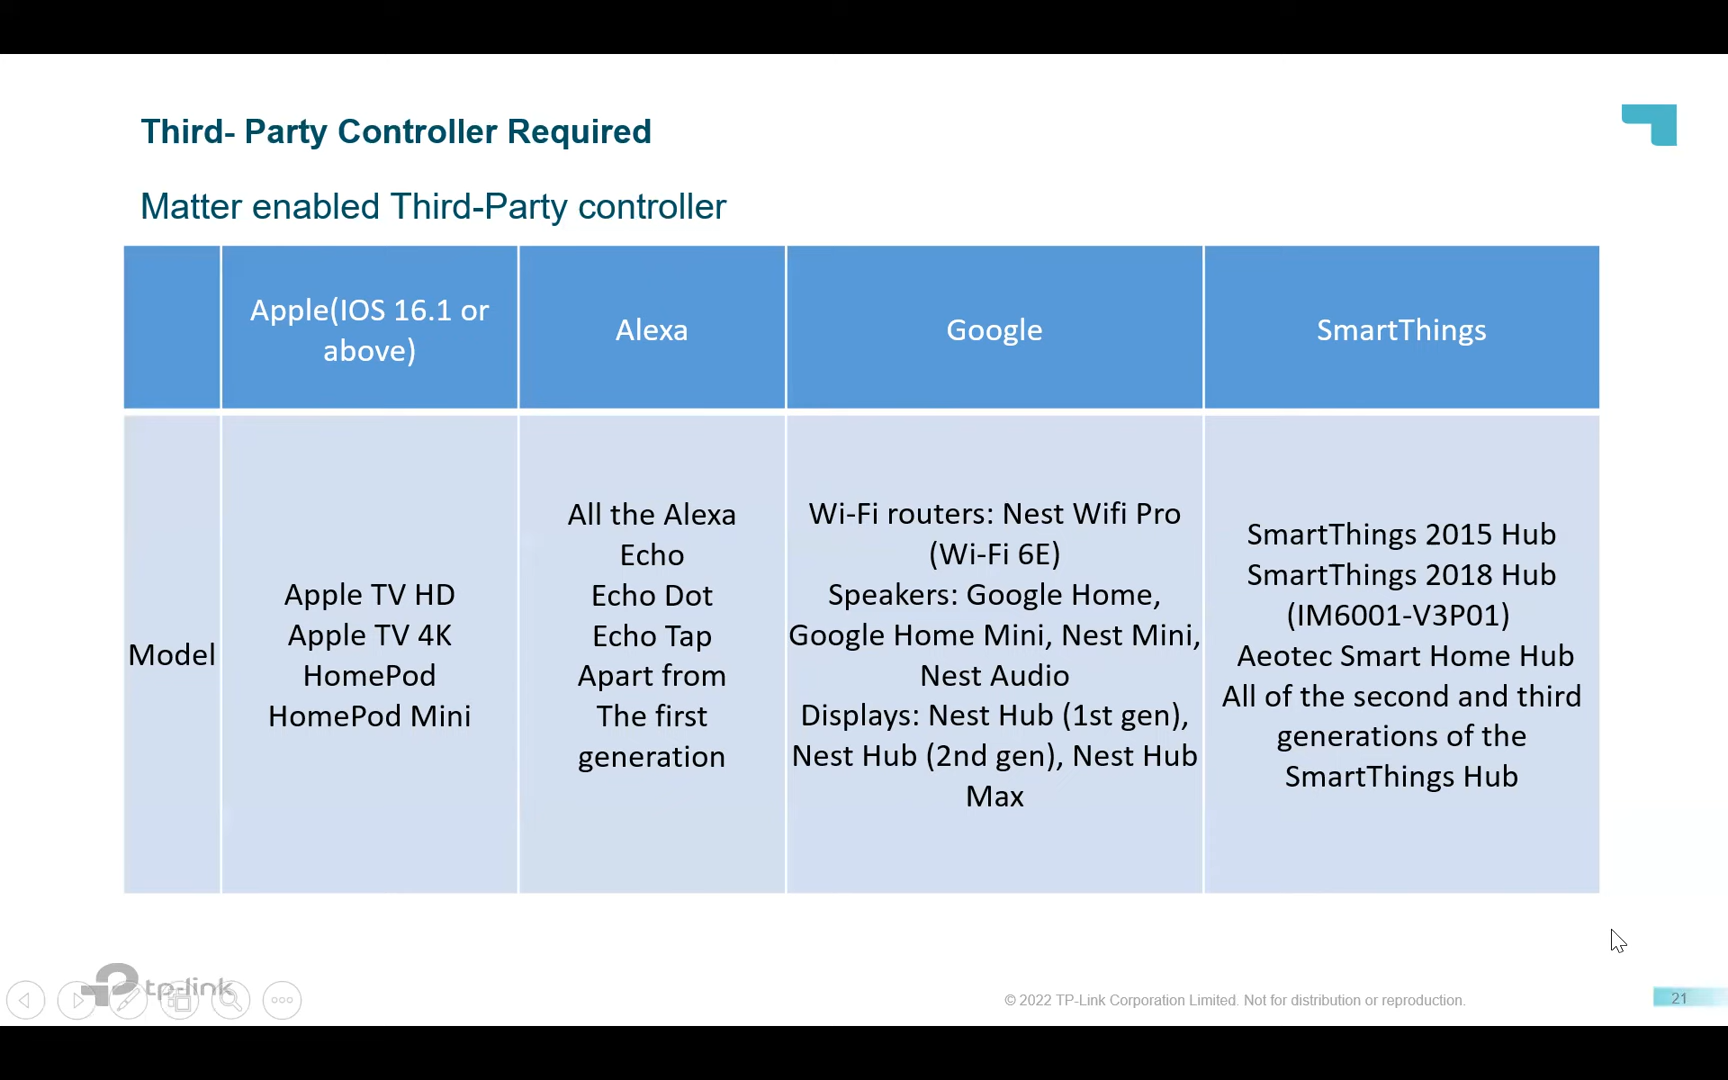 Third- Party Controller Required
Matter enabled Third-Party controller
Apple(IOS 16.1 or
above)
Alexa
Google
SmartThings
Model
Apple TV HD
Apple TV 4K
HomePod
HomePod Mini
All the Alexa
Echo
Echo Dot
Echo Tap
Apart from
The first
generation
Wi-Fi routers: Nest Wifi Pro
(Wi-Fi 6E)
Speakers: Google Home,
Google Home Mini, Nest Mini,
Nest Audio
Displays: Nest Hub (1st gen),
Nest Hub (2nd gen), Nest Hub
Max
SmartThings 2015 Hub
SmartThings 2018 Hub
(IM6001-V3P01)
Aeotec Smart Home Hub
All of the second and third
generations of the
SmartThings Hub
tp-link
© 2022 TP-Link Corporation Limited. Not for distribution or reproduction.
21